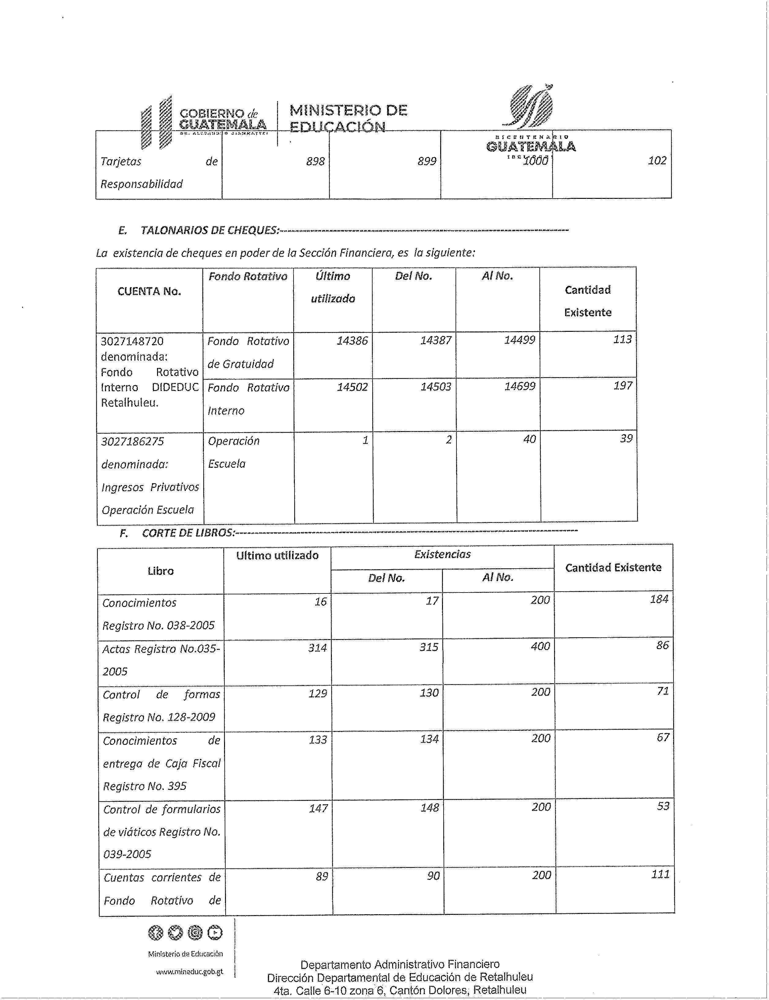 GOBIERNO de
GUATEMALA
DR. ALEJANDRO GIAMMATTEI
MINISTERIO DE
EDUCACIÓN
BICENTENARIO
GUATEMALA
Tarjetas de 898 899 1000 102
Responsabilidad
E. TALONARIOS DE CHEQUES:
La existencia de cheques en poder de la Sección Financiera, es la siguiente:
CUENTA No.
Fondo Rotativo
Último
utilizado
Del No.
Al No.
Cantidad
Existente
3027148720
denominada:
Fondo Rotativo
Interno DIDEDUC
Retalhuleu.
Fondo Rotativo 14386 14387 14499 113
de Gratuidad
Fondo Rotativo 14502 14503 14699 197
Interno
3027186275 Operación 1 2 40 39
denominada: Escuela
Ingresos Privativos
Operación Escuela
F. CORTE DE LIBROS:
Libro
Ultimo utilizado
Existencias
Del No. Al No.
Cantidad Existente
Conocimientos 16 17 200 184
Registro No. 038-2005
Actas Registro No.035- 314 315 400 86
2005
Control de formas 129 130 200 71
Registro No. 128-2009
Conocimientos de 133 134 200 67
entrega de Caja Fiscal
Registro No. 395
Control de formularios 147 148 200 53
de viáticos Registro No.
039-2005
Cuentas corrientes de 89 90 200 111
Fondo Rotativo de
Ministerio de Educación
www.mineduc.gob.gt
Departamento Administrativo Financiero
Dirección Departamental de Educación de Retalhuleu
4ta. Calle 6-10 zona 6, Cantón Dolores, Retalhuleu